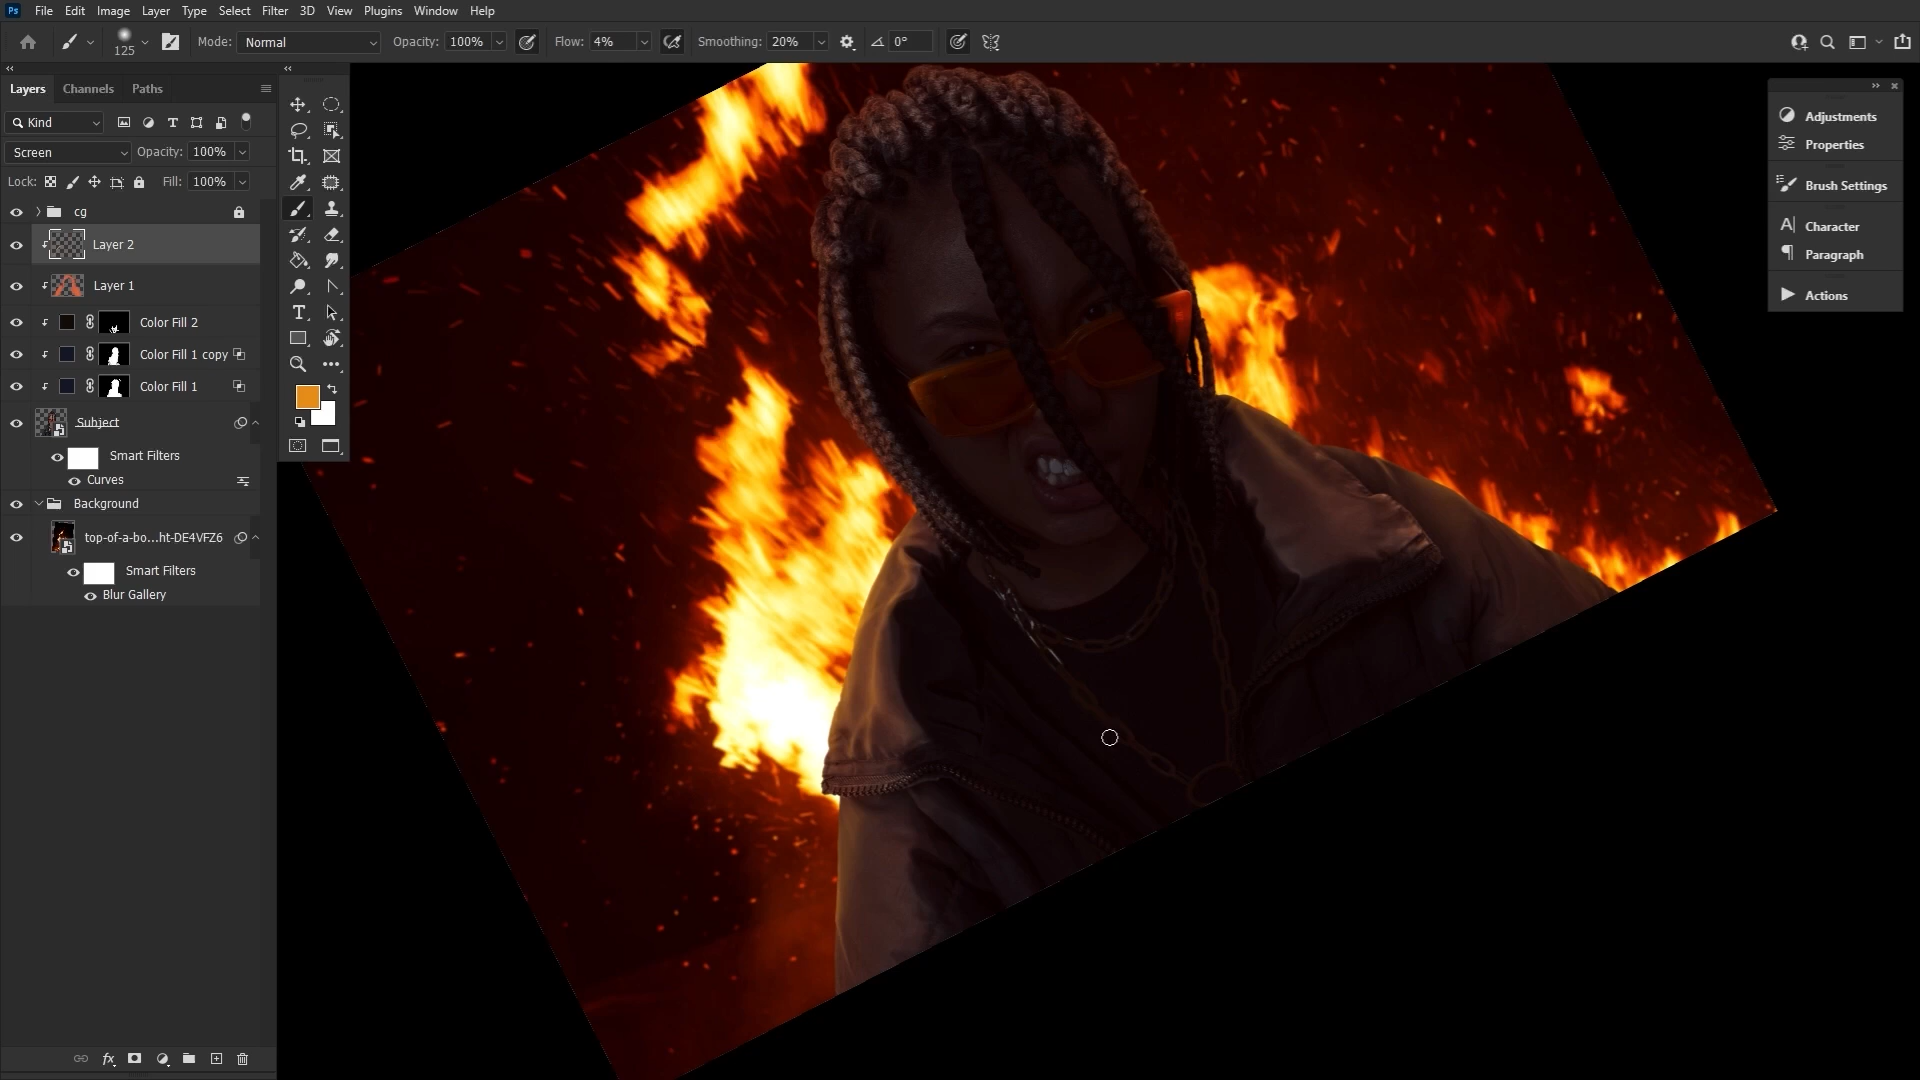 Ps File Edit Image Layer Type Select Filter 3D View Plugins Window Help
125 Mode: Normal Opacity: 100% Flow: 4% Smoothing: 20% 0°
Layers Channels Paths
Kind
Screen Opacity: 100%
Lock: Fill: 100%
cg
Layer 2
Layer 1
Color Fill 2
Color Fill 1 copy
Color Fill 1
Subject
Smart Filters
Curves
Background
top-of-a-bo...ht-DE4VFZ6
Smart Filters
Blur Gallery
fx
Adjustments
Properties
Brush Settings
Character
Paragraph
Actions